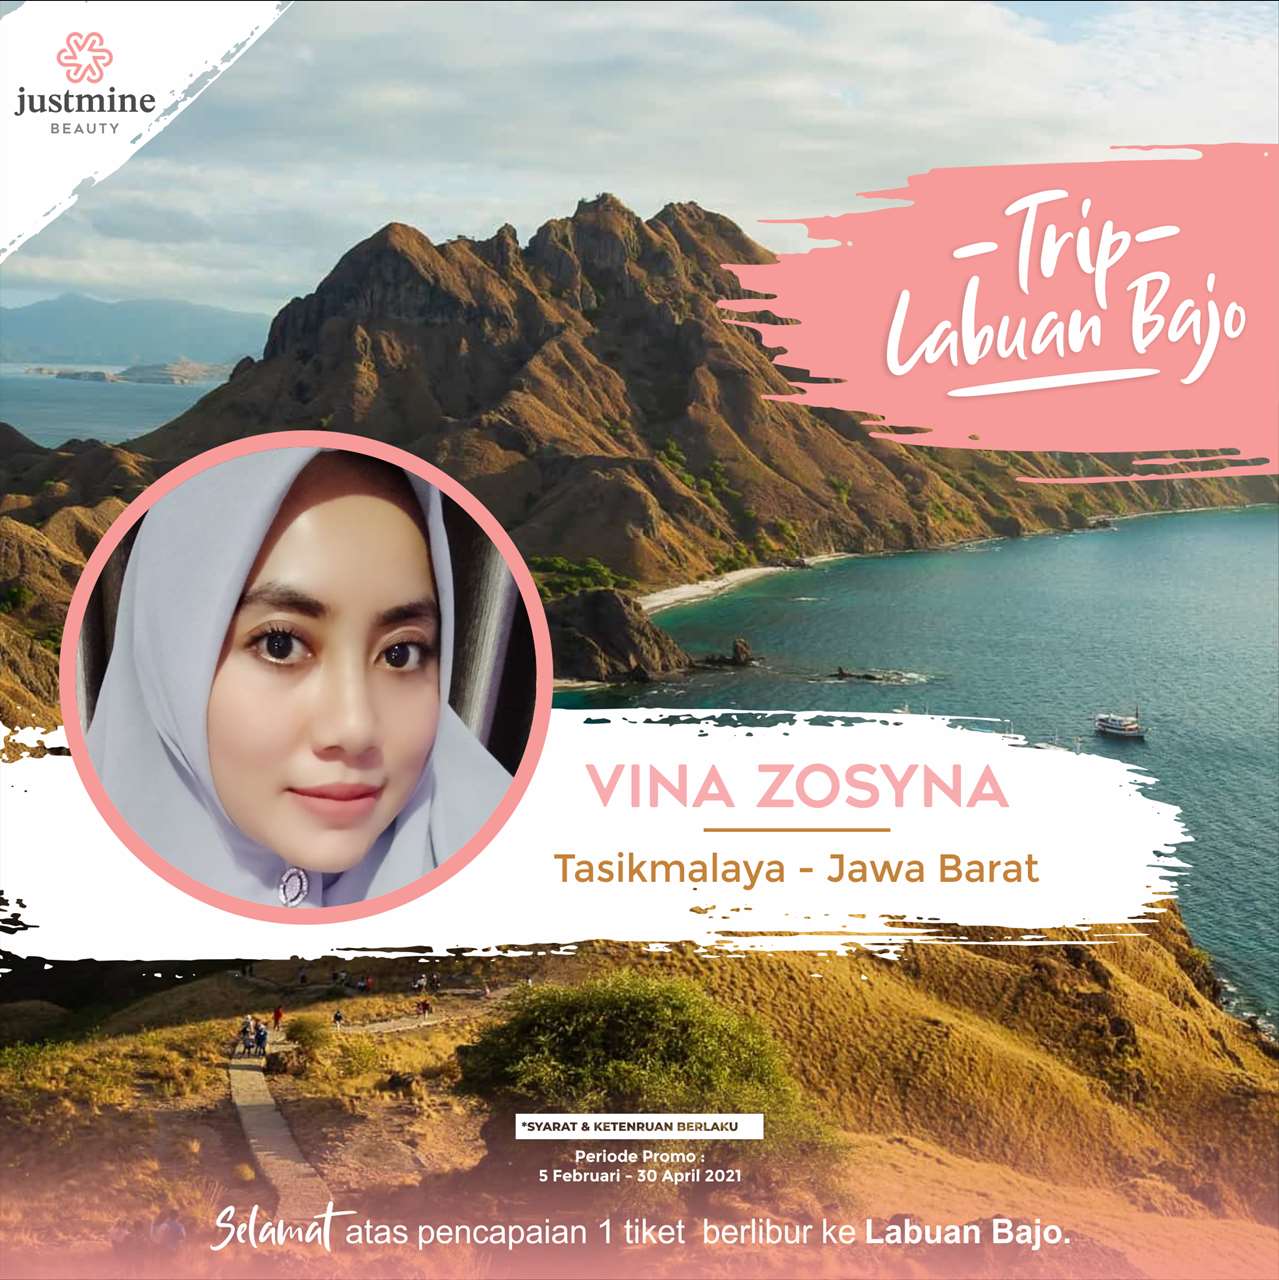 justmine
BEAUTY
-Trip-
Labuan Bajo
VINA ZOSYNA
Tasikmalaya - Jawa Barat
*SYARAT & KETENRUAN BERLAKU
Periode Promo :
5 Februari - 30 April 2021
Selamat atas pencapaian 1 tiket berlibur ke Labuan Bajo.